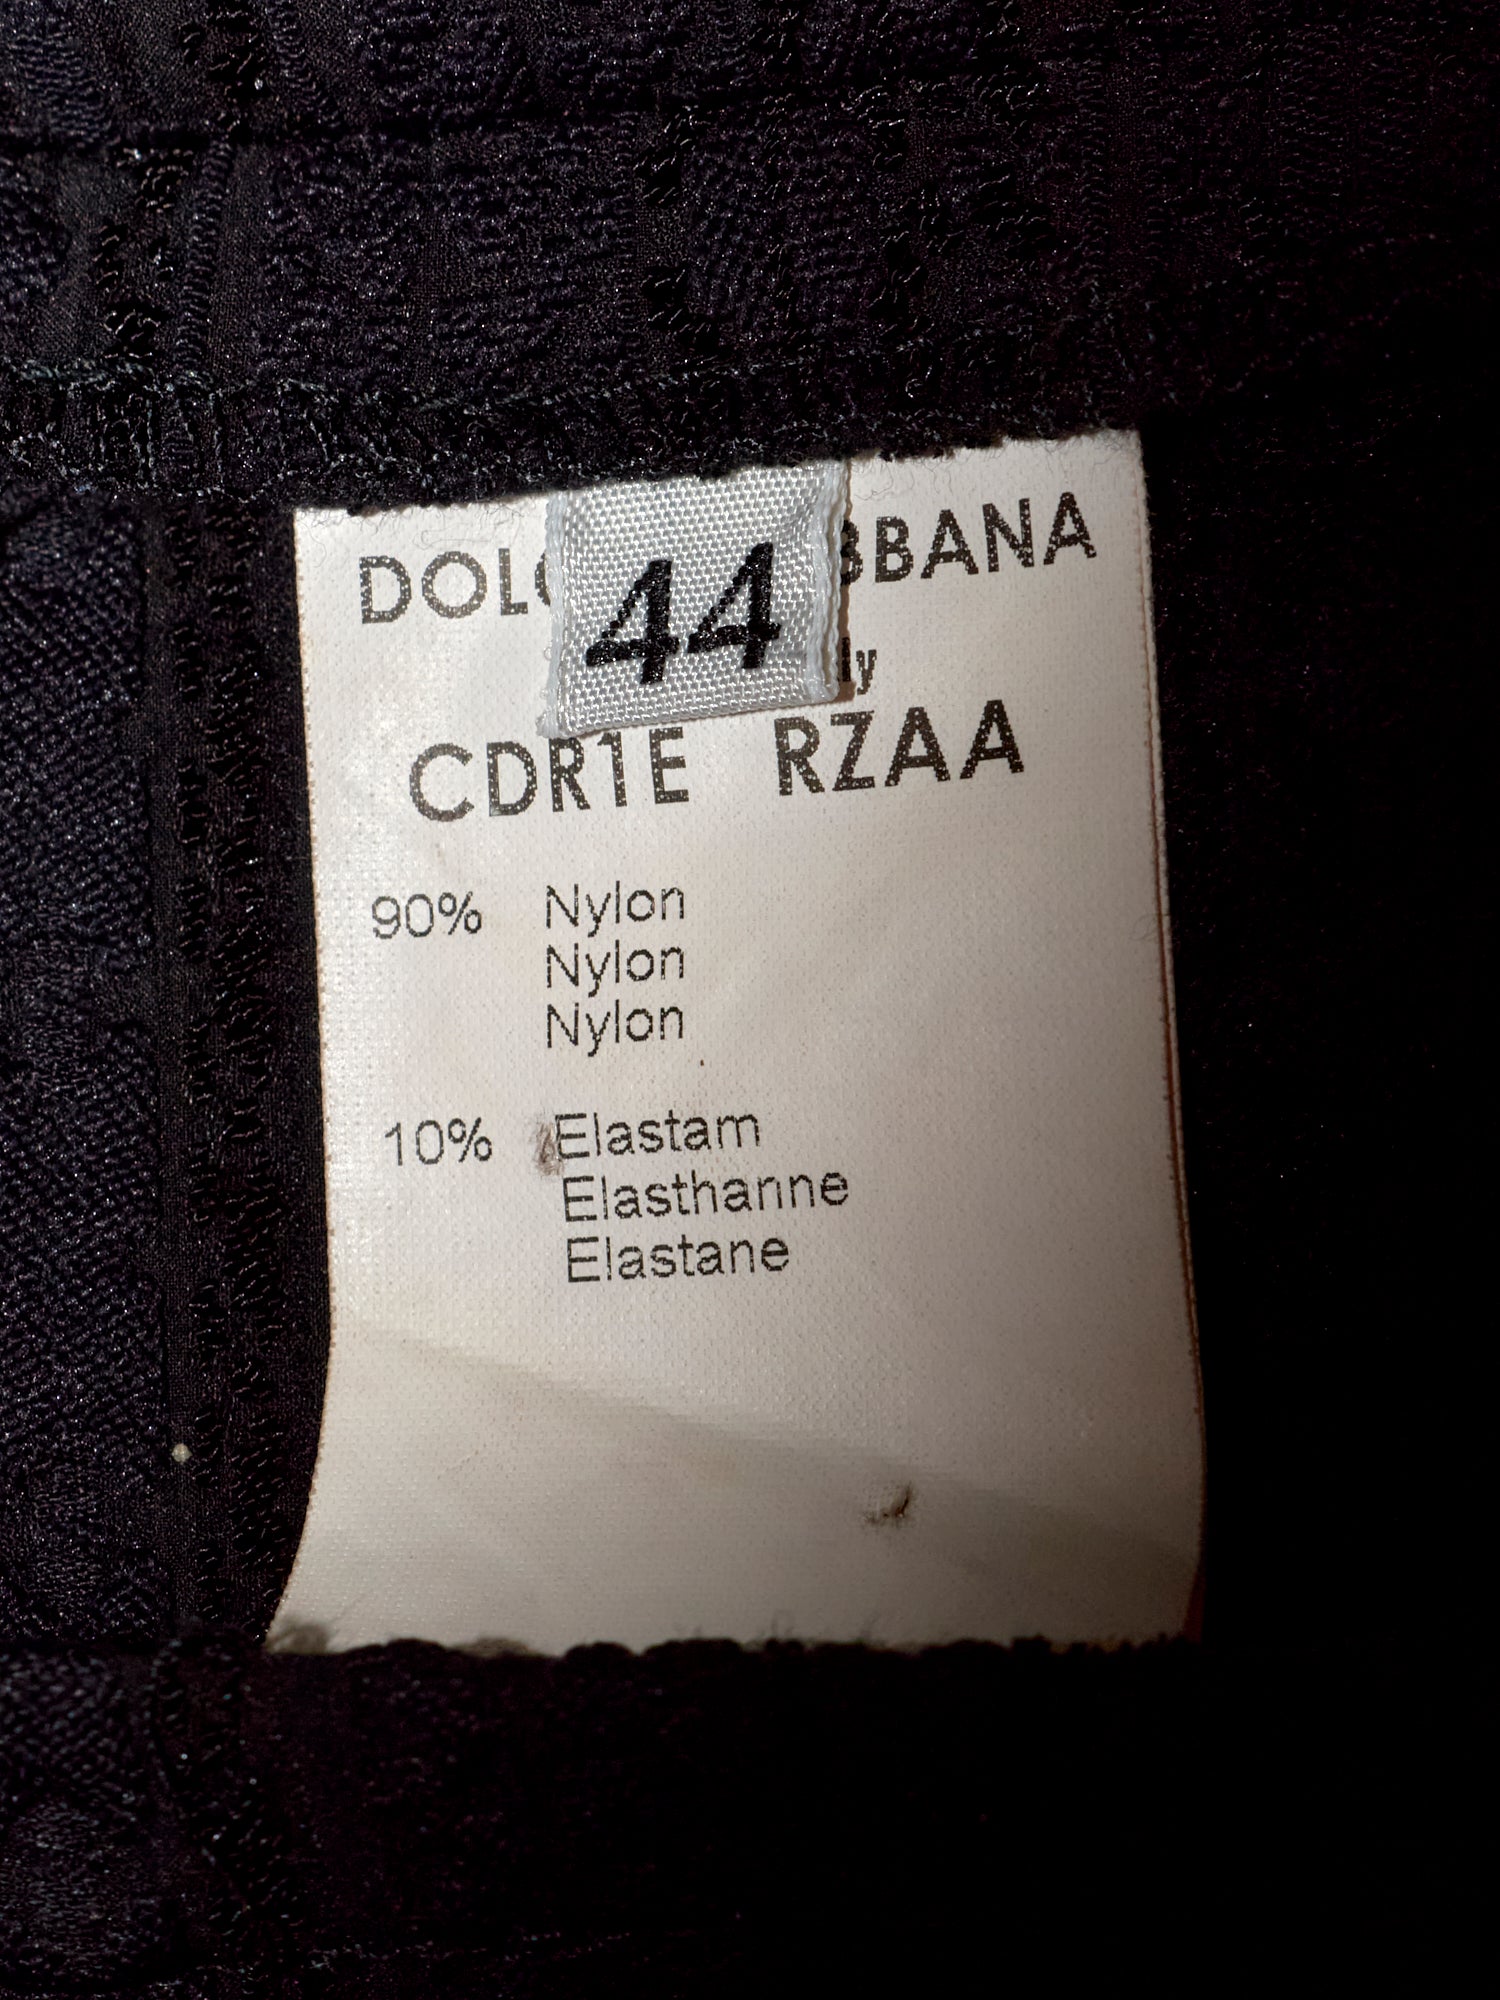 44
CDR1E RZAA
90% Nylon
Nylon
Nylon
10% Elastam
Elasthanne
Elastane